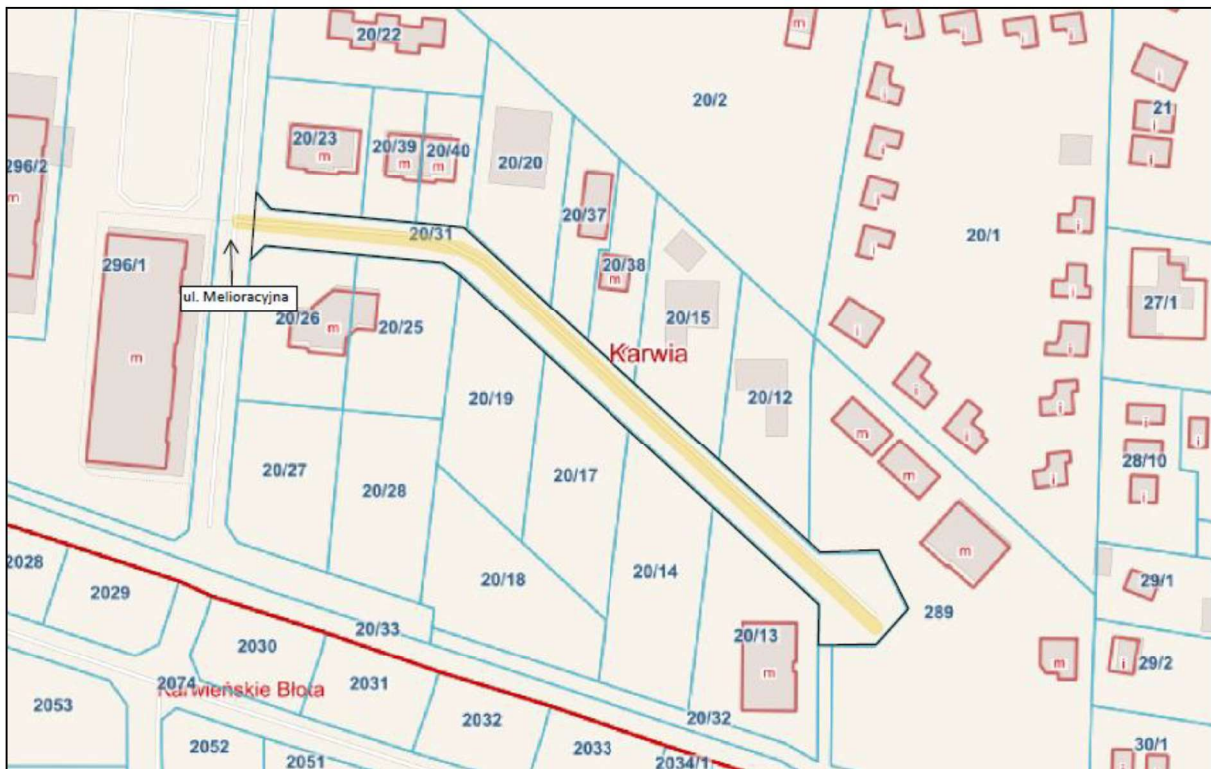 20/22
m
20/2
i
i
i
i
i
i
21
i
i
20/23
m
20/39
m
20/40
m
20/20
296/2
m
i
i
i
20/37
20/31
20/38
m
20/1
i
296/1
m
ul. Melioracyjna
20/26
m
20/25
20/15
i
i
27/1
Karwia
i
i
20/12
i
i
20/19
m
m
i
i
28/10
i
i
20/27
20/28
20/17
m
2028
2029
20/18
20/14
29/1
i
289
20/33
20/13
m
2030
m
29/2
i
2074
Karwieńskie Błota
2031
2053
2032
20/32
2052
2051
2033
2034/1
30/1
i
i